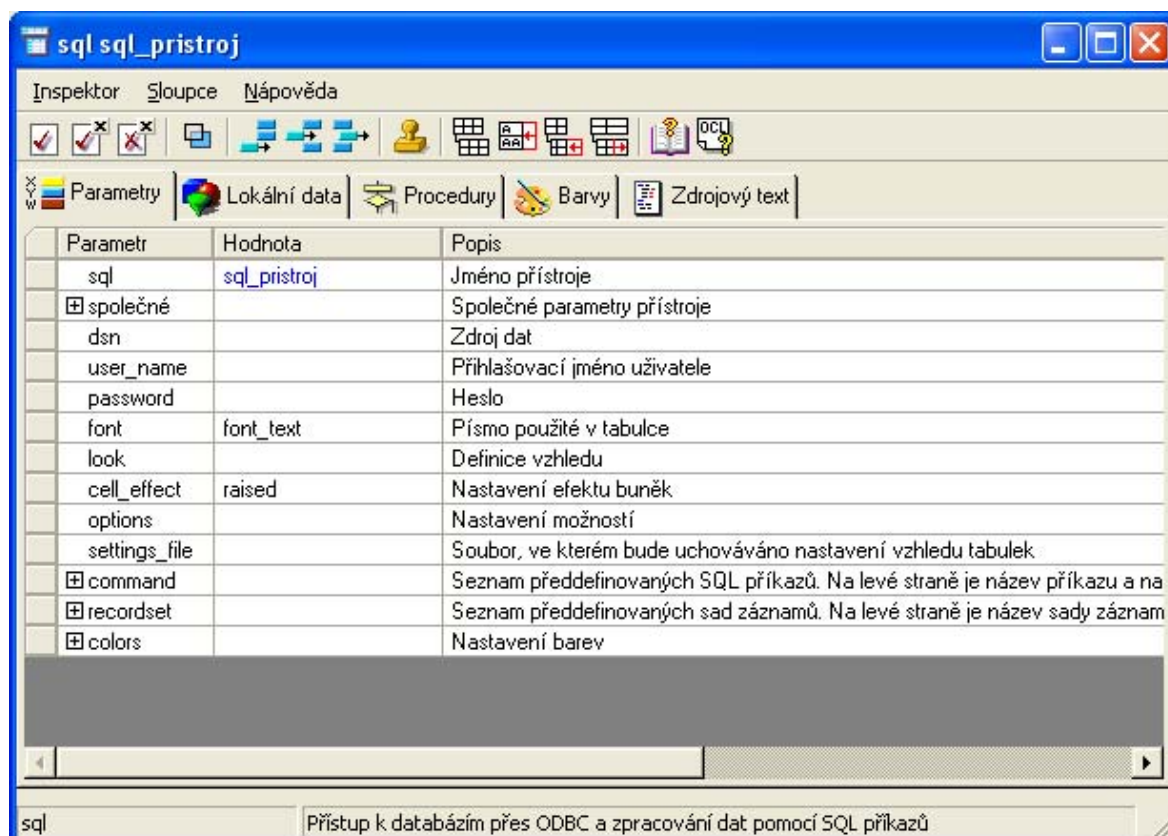 sql sql_pristroj
Inspektor Sloupce Nápověda
OCL
Parametry Lokální data Procedury Barvy Zdrojový text
Parametr Hodnota Popis
sql sql_pristroj Jméno přístroje
společné Společné parametry přístroje
dsn Zdroj dat
user_name Přihlašovací jméno uživatele
password Heslo
font font_text Písmo použité v tabulce
look Definice vzhledu
cell_effect raised Nastavení efektu buněk
options Nastavení možností
settings_file Soubor, ve kterém bude uchováváno nastavení vzhledu tabulek
command Seznam předdefinovaných SQL příkazů. Na levé straně je název příkazu a na
recordset Seznam předdefinovaných sad záznamů. Na levé straně je název sady záznam
colors Nastavení barev
sql Přístup k databázím přes ODBC a zpracování dat pomocí SQL příkazů